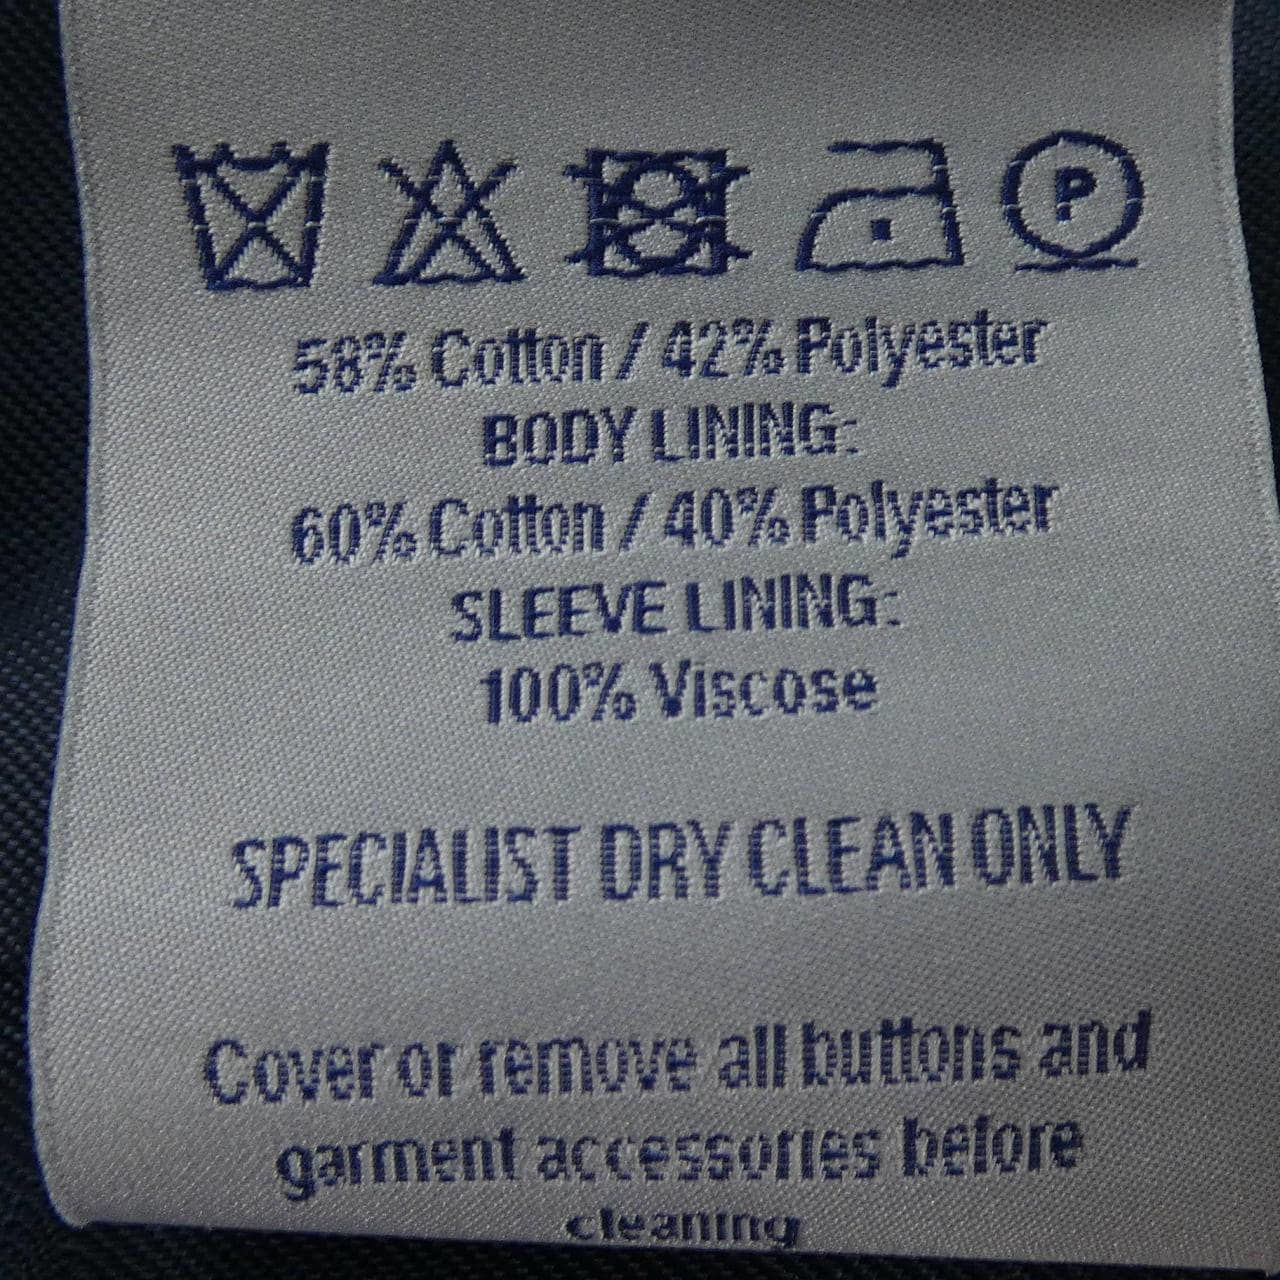 P
58% Cotton / 42% Polyester
BODY LINING:
60% Cotton / 40% Polyester
SLEEVE LINING:
100% Viscose
SPECIALIST DRY CLEAN ONLY
Cover or remove all buttons and
garment accessories before
cleaning